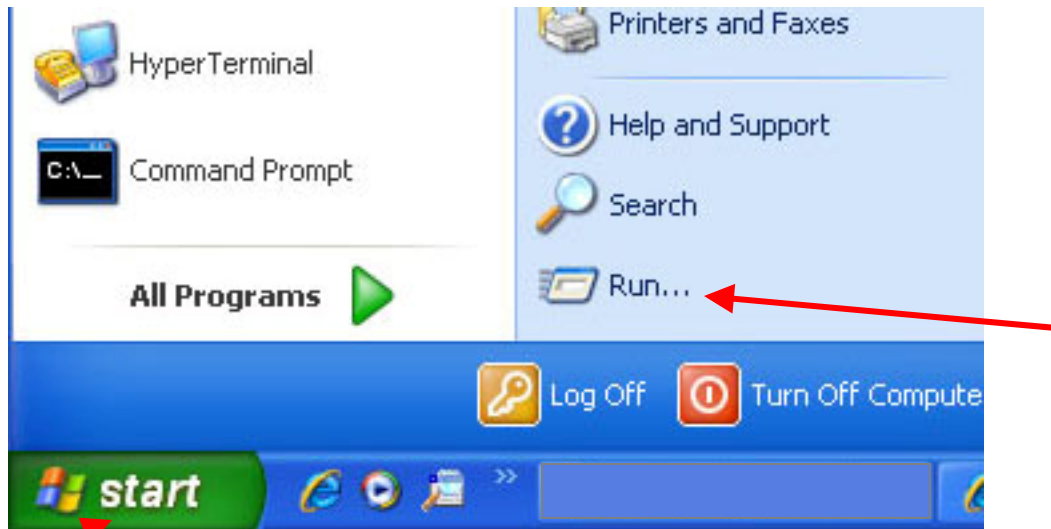 HyperTerminal
C:\_
Command Prompt
All Programs
Printers and Faxes
Help and Support
Search
Run...
Log Off
Turn Off Compute
start